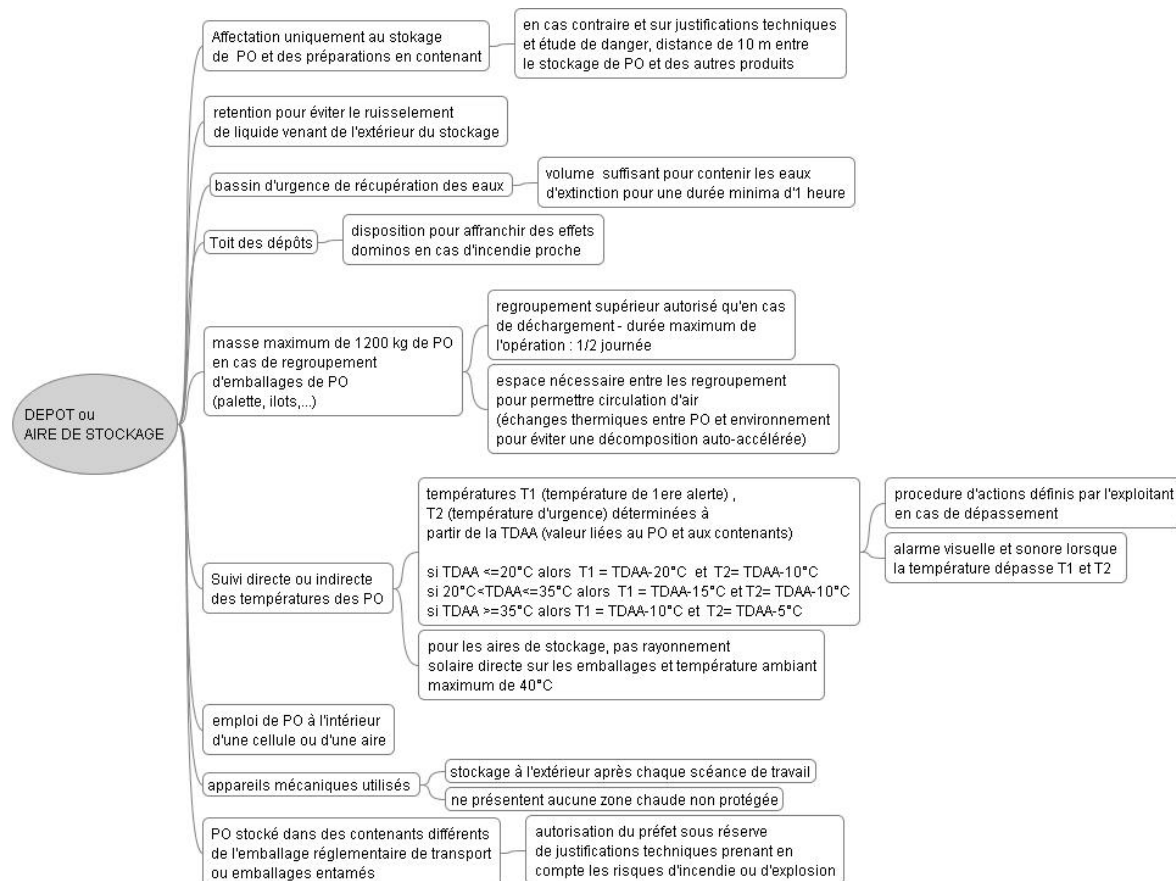 DEPOT ou
AIRE DE STOCKAGE
Affectation uniquement au stokage
de PO et des préparations en contenant
en cas contraire et sur justifications techniques
et étude de danger, distance de 10 m entre
le stockage de PO et des autres produits
retention pour éviter le ruisselement
de liquide venant de l'extérieur du stockage
bassin d'urgence de récupération des eaux
volume suffisant pour contenir les eaux
d'extinction pour une durée minima d'1 heure
Toit des dépôts
disposition pour affranchir des effets
dominos en cas d'incendie proche
masse maximum de 1200 kg de PO
en cas de regroupement
d'emballages de PO
(palette, ilots,...)
regroupement supérieur autorisé qu'en cas
de déchargement - durée maximum de
l'opération : 1/2 journée
espace nécessaire entre les regroupement
pour permettre circulation d'air
(échanges thermiques entre PO et environnement
pour éviter une décomposition auto-accélérée)
Suivi directe ou indirecte
des températures des PO
températures T1 (température de 1ere alerte) ,
T2 (température d'urgence) déterminées à
partir de la TDAA (valeur liées au PO et aux contenants)
si TDAA <=20°C alors T1 = TDAA-20°C et T2= TDAA-10°C
si 20°C<TDAA<=35°C alors T1 = TDAA-15°C et T2= TDAA-10°C
si TDAA >=35°C alors T1 = TDAA-10°C et T2= TDAA-5°C
procedure d'actions définis par l'exploitant
en cas de dépassement
alarme visuelle et sonore lorsque
la température dépasse T1 et T2
pour les aires de stockage, pas rayonnement
solaire directe sur les emballages et température ambiant
maximum de 40°C
emploi de PO à l'intérieur
d'une cellule ou d'une aire
appareils mécaniques utilisés
stockage à l'extérieur après chaque scéance de travail
ne présentent aucune zone chaude non protégée
PO stocké dans des contenants différents
de l'emballage réglementaire de transport
ou emballages entamés
autorisation du préfet sous réserve
de justifications techniques prenant en
compte les risques d'incendie ou d'explosion